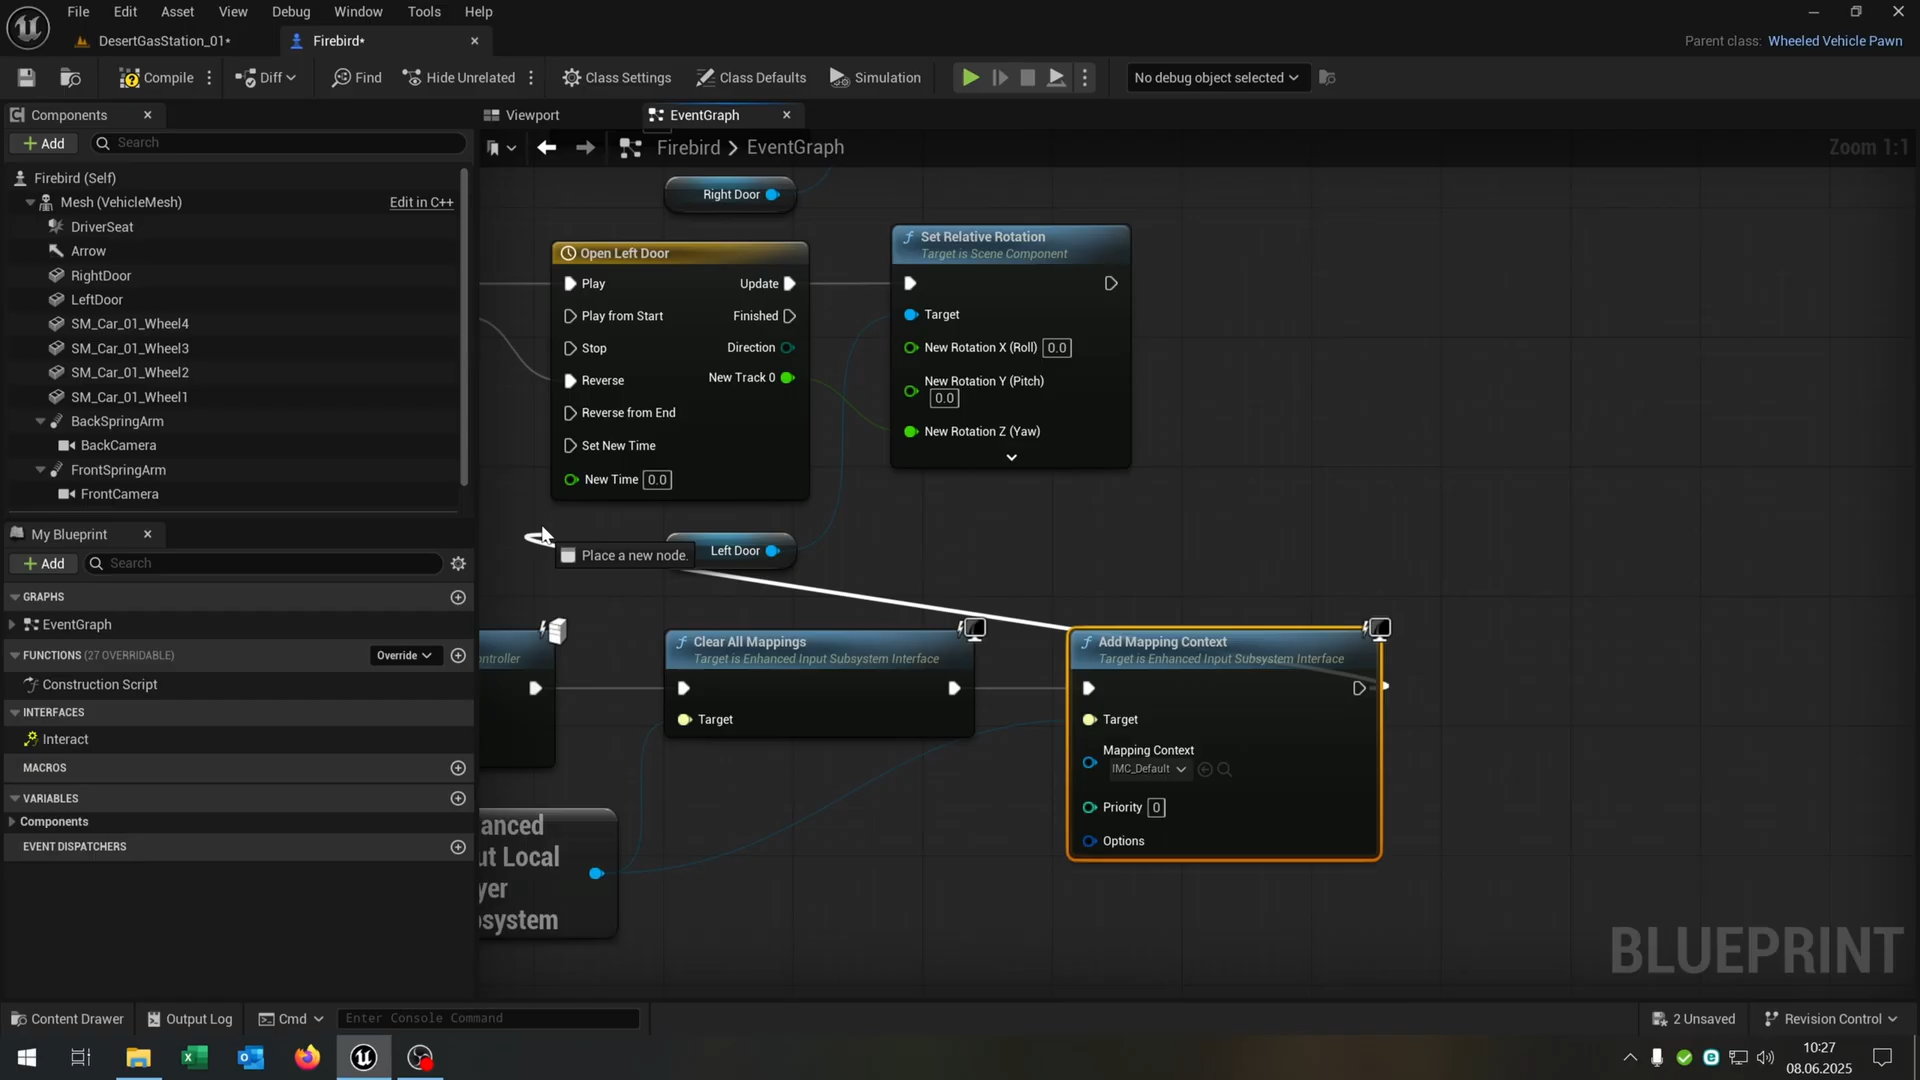 File Edit Asset View Debug Window Tools Help
DesertGasStation_01*
Firebird*
Parent class: Wheeled Vehicle Pawn
Compile
Diff
Find
Hide Unrelated
Class Settings
Class Defaults
Simulation
No debug object selected
Components
Viewport
EventGraph
Add
Search
Firebird > EventGraph
Zoom 1:1
Firebird (Self)
Mesh (VehicleMesh)
Edit in C++
DriverSeat
Arrow
RightDoor
LeftDoor
SM_Car_01_Wheel4
SM_Car_01_Wheel3
SM_Car_01_Wheel2
SM_Car_01_Wheel1
BackSpringArm
BackCamera
FrontSpringArm
FrontCamera
My Blueprint
Add
Search
GRAPHS
EventGraph
FUNCTIONS (27 OVERRIDABLE)
Override
Construction Script
INTERFACES
Interact
MACROS
VARIABLES
Components
EVENT DISPATCHERS
Right Door
Open Left Door
Play
Update
Play from Start
Finished
Stop
Direction
Reverse
New Track 0
Reverse from End
Set New Time
New Time 0.0
Set Relative Rotation
Target is Scene Component
Target
New Rotation X (Roll) 0.0
New Rotation Y (Pitch)
0.0
New Rotation Z (Yaw)
Place a new node.
Left Door
ntroller
Clear All Mappings
Target is Enhanced Input Subsystem Interface
Target
Add Mapping Context
Target is Enhanced Input Subsystem Interface
Target
Mapping Context
IMC_Default
Priority 0
Options
anced
ut Local
yer
system
BLUEPRINT
Content Drawer
Output Log
Cmd
Enter Console Command
2 Unsaved
Revision Control
10:27
08.06.2025